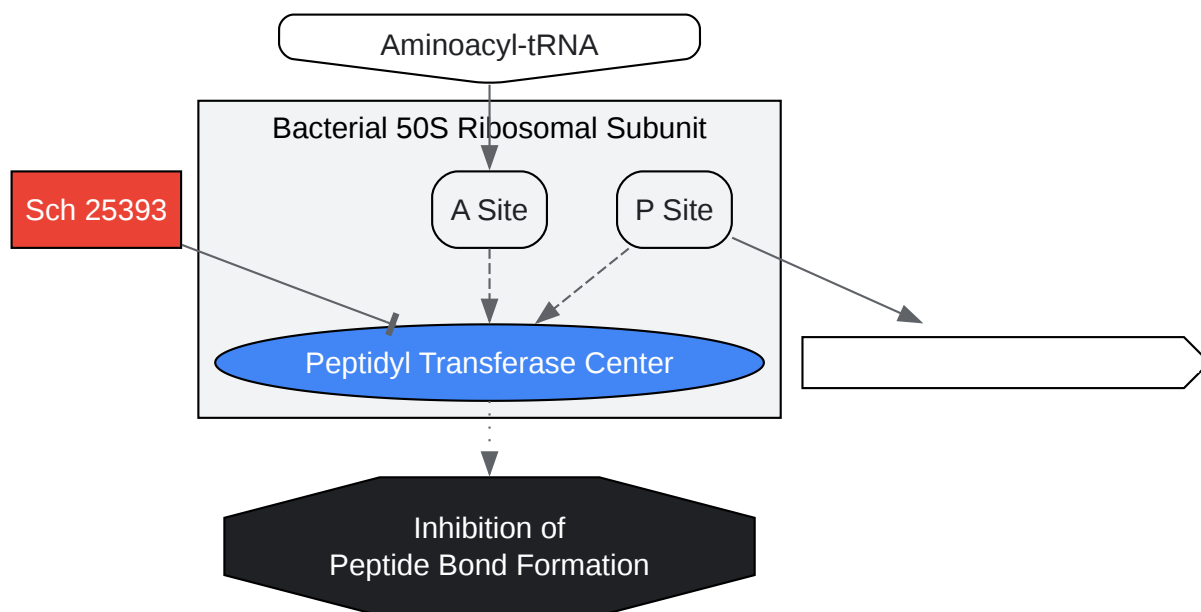 Aminoacyl-tRNA
Bacterial 50S Ribosomal Subunit
Sch 25393
A Site
P Site
Peptidyl Transferase Center
Inhibition of
Peptide Bond Formation